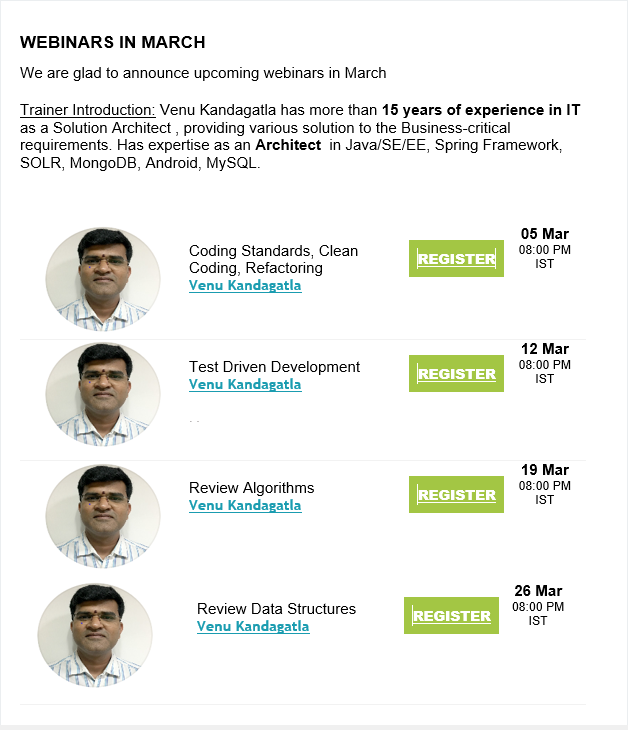 WEBINARS IN MARCH
We are glad to announce upcoming webinars in March
Trainer Introduction: Venu Kandagatla has more than 15 years of experience in IT
as a Solution Architect , providing various solution to the Business-critical
requirements. Has expertise as an Architect  in Java/SE/EE, Spring Framework,
SOLR, MongoDB, Android, MySQL.
Coding Standards, Clean
Coding, Refactoring
Venu Kandagatla
REGISTER
05 Mar
08:00 PM
IST
Test Driven Development
Venu Kandagatla
REGISTER
12 Mar
08:00 PM
IST
Review Algorithms
Venu Kandagatla
REGISTER
19 Mar
08:00 PM
IST
Review Data Structures
Venu Kandagatla
REGISTER
26 Mar
08:00 PM
IST